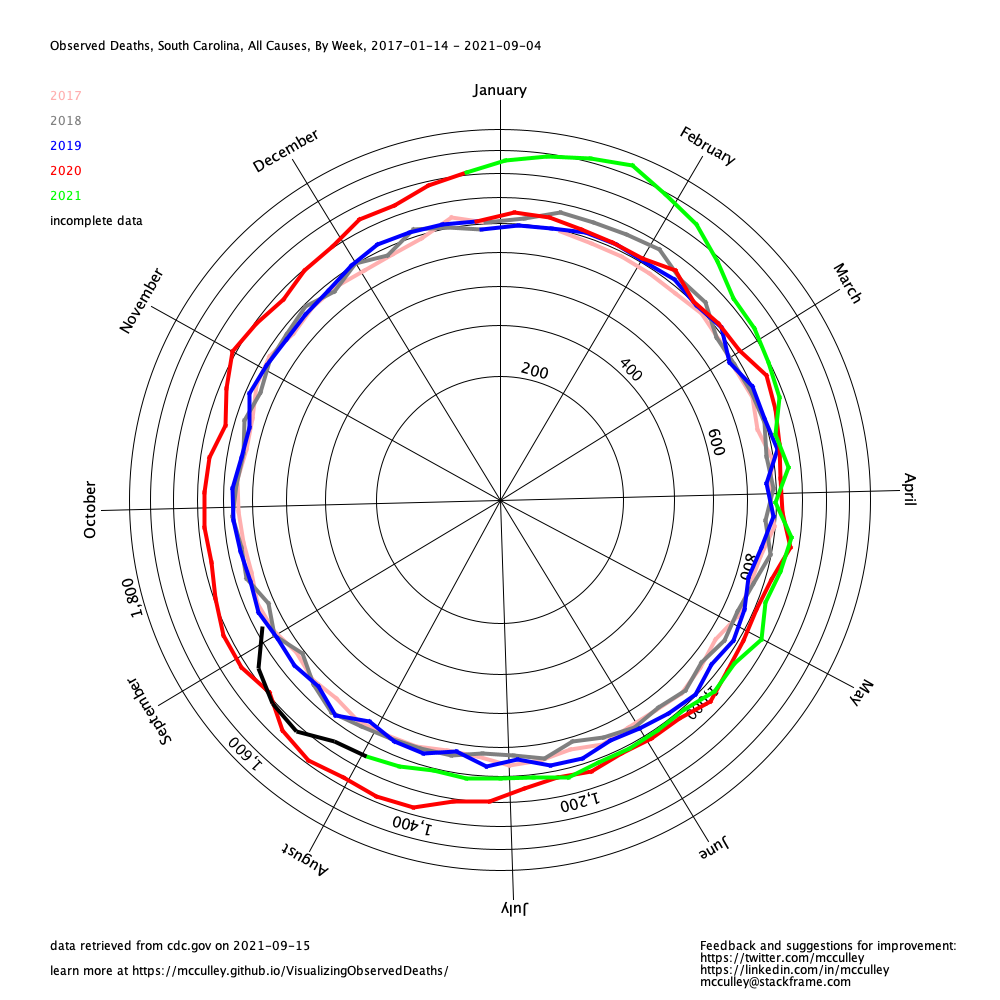 Observed Deaths, South Carolina, All Causes, By Week, 2017-01-14 - 2021-09-04
2017
2018
2019
2020
2021
incomplete data
January
February
March
April
May
June
July
August
September
October
November
December
200
400
600
800
1,000
1,200
1,400
1,600
1,800
data retrieved from cdc.gov on 2021-09-15
learn more at https://mcculley.github.io/VisualizingObservedDeaths/
Feedback and suggestions for improvement:
https://twitter.com/mcculley
https://linkedin.com/in/mcculley
mcculley@stackframe.com